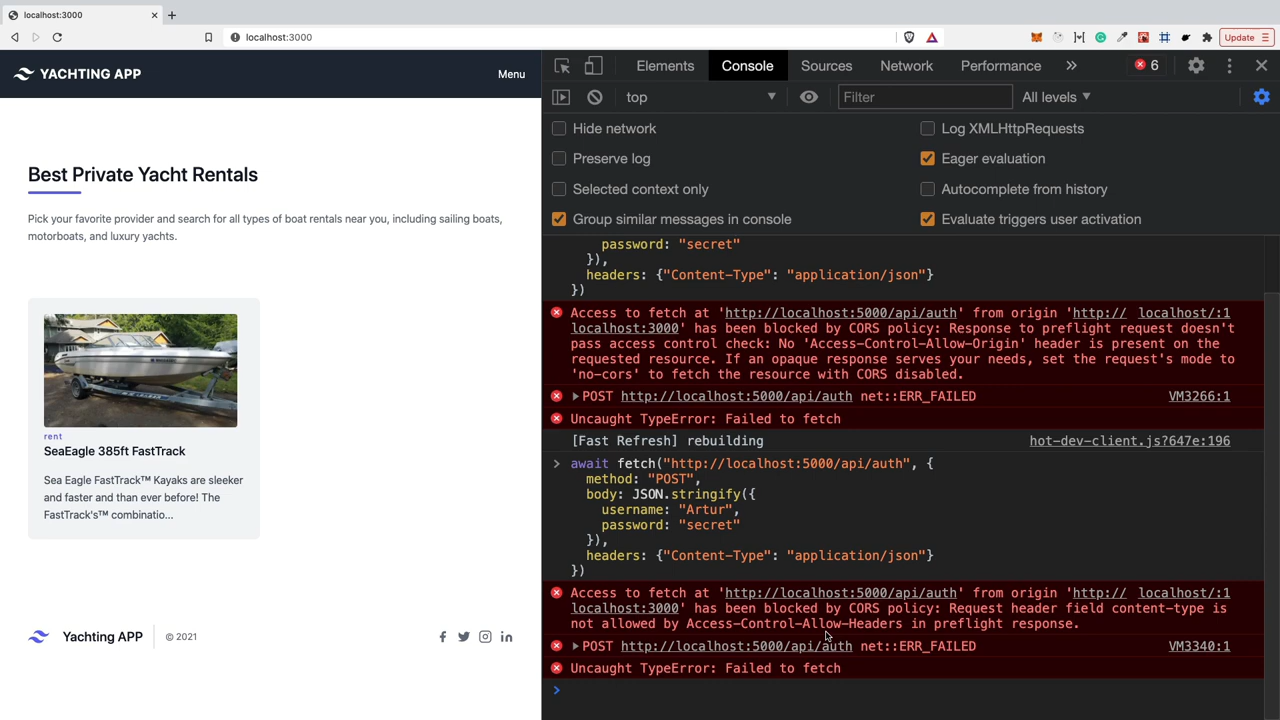 localhost:3000
localhost:3000
Update
YACHTING APP
Menu
Best Private Yacht Rentals
Pick your favorite provider and search for all types of boat rentals near you, including sailing boats,
motorboats, and luxury yachts.
rent
SeaEagle 385ft FastTrack
Sea Eagle FastTrack™ Kayaks are sleeker
and faster and than ever before! The
FastTrack's™ combinatio...
Yachting APP
© 2021
Elements
Console
Sources
Network
Performance
6
top
Filter
All levels
Hide network
Log XMLHttpRequests
Preserve log
Eager evaluation
Selected context only
Autocomplete from history
Group similar messages in console
Evaluate triggers user activation
password: "secret"
}),
headers: {"Content-Type": "application/json"}
})
Access to fetch at 'http://localhost:5000/api/auth' from origin 'http:// localhost/:1
localhost:3000' has been blocked by CORS policy: Response to preflight request doesn't
pass access control check: No 'Access-Control-Allow-Origin' header is present on the
requested resource. If an opaque response serves your needs, set the request's mode to
'no-cors' to fetch the resource with CORS disabled.
POST http://localhost:5000/api/auth net::ERR_FAILED VM3266:1
Uncaught TypeError: Failed to fetch
[Fast Refresh] rebuilding hot-dev-client.js?647e:196
await fetch("http://localhost:5000/api/auth", {
method: "POST",
body: JSON.stringify({
username: "Artur",
password: "secret"
}),
headers: {"Content-Type": "application/json"}
})
Access to fetch at 'http://localhost:5000/api/auth' from origin 'http:// localhost/:1
localhost:3000' has been blocked by CORS policy: Request header field content-type is
not allowed by Access-Control-Allow-Headers in preflight response.
POST http://localhost:5000/api/auth net::ERR_FAILED VM3340:1
Uncaught TypeError: Failed to fetch